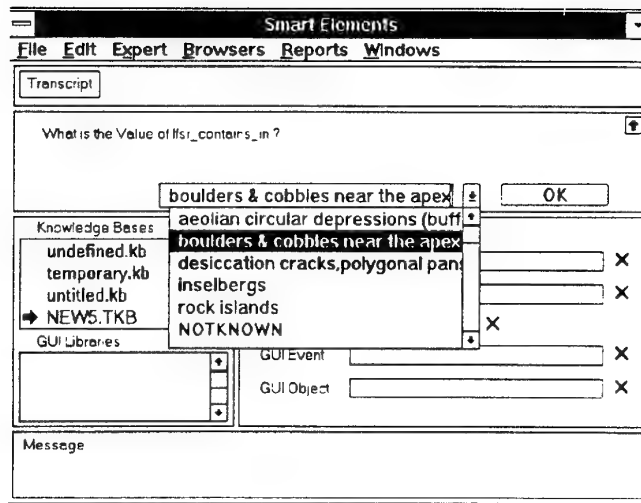 Smart Elements
File Edit Expert Browsers Reports Windows
Transcript
What is the Value of lfsr_contains_in ?
boulders & cobbles near the apex
OK
aeolian circular depressions (buff
boulders & cobbles near the apex
desiccation cracks,polygonal pans
inselbergs
rock islands
NOTKNOWN
Knowledge Bases
undefined.kb
temporary.kb
untitled.kb
NEW5.TKB
GUI Libraries
GUI Event
GUI Object
Message